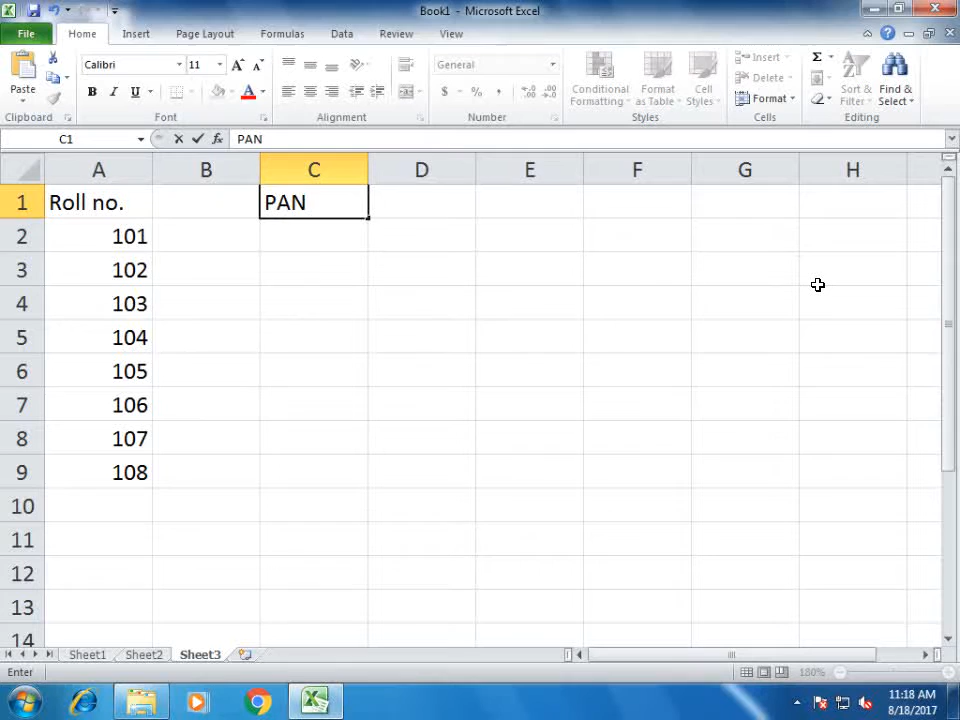 Book1 - Microsoft Excel
File Home Insert Page Layout Formulas Data Review View
Paste
Clipboard
Calibri 11 A A
B I U A
Font
Alignment
General
$ % ,
Number
Conditional Formatting
Format as Table
Cell Styles
Styles
Insert
Delete
Format
Cells
Σ
Sort & Filter
Find & Select
Editing
C1 fx PAN
A B C D E F G H
1 Roll no. PAN
2 101
3 102
4 103
5 104
6 105
7 106
8 107
9 108
10
11
12
13
14
Sheet1 Sheet2 Sheet3
Enter 180%
11:18 AM
8/18/2017